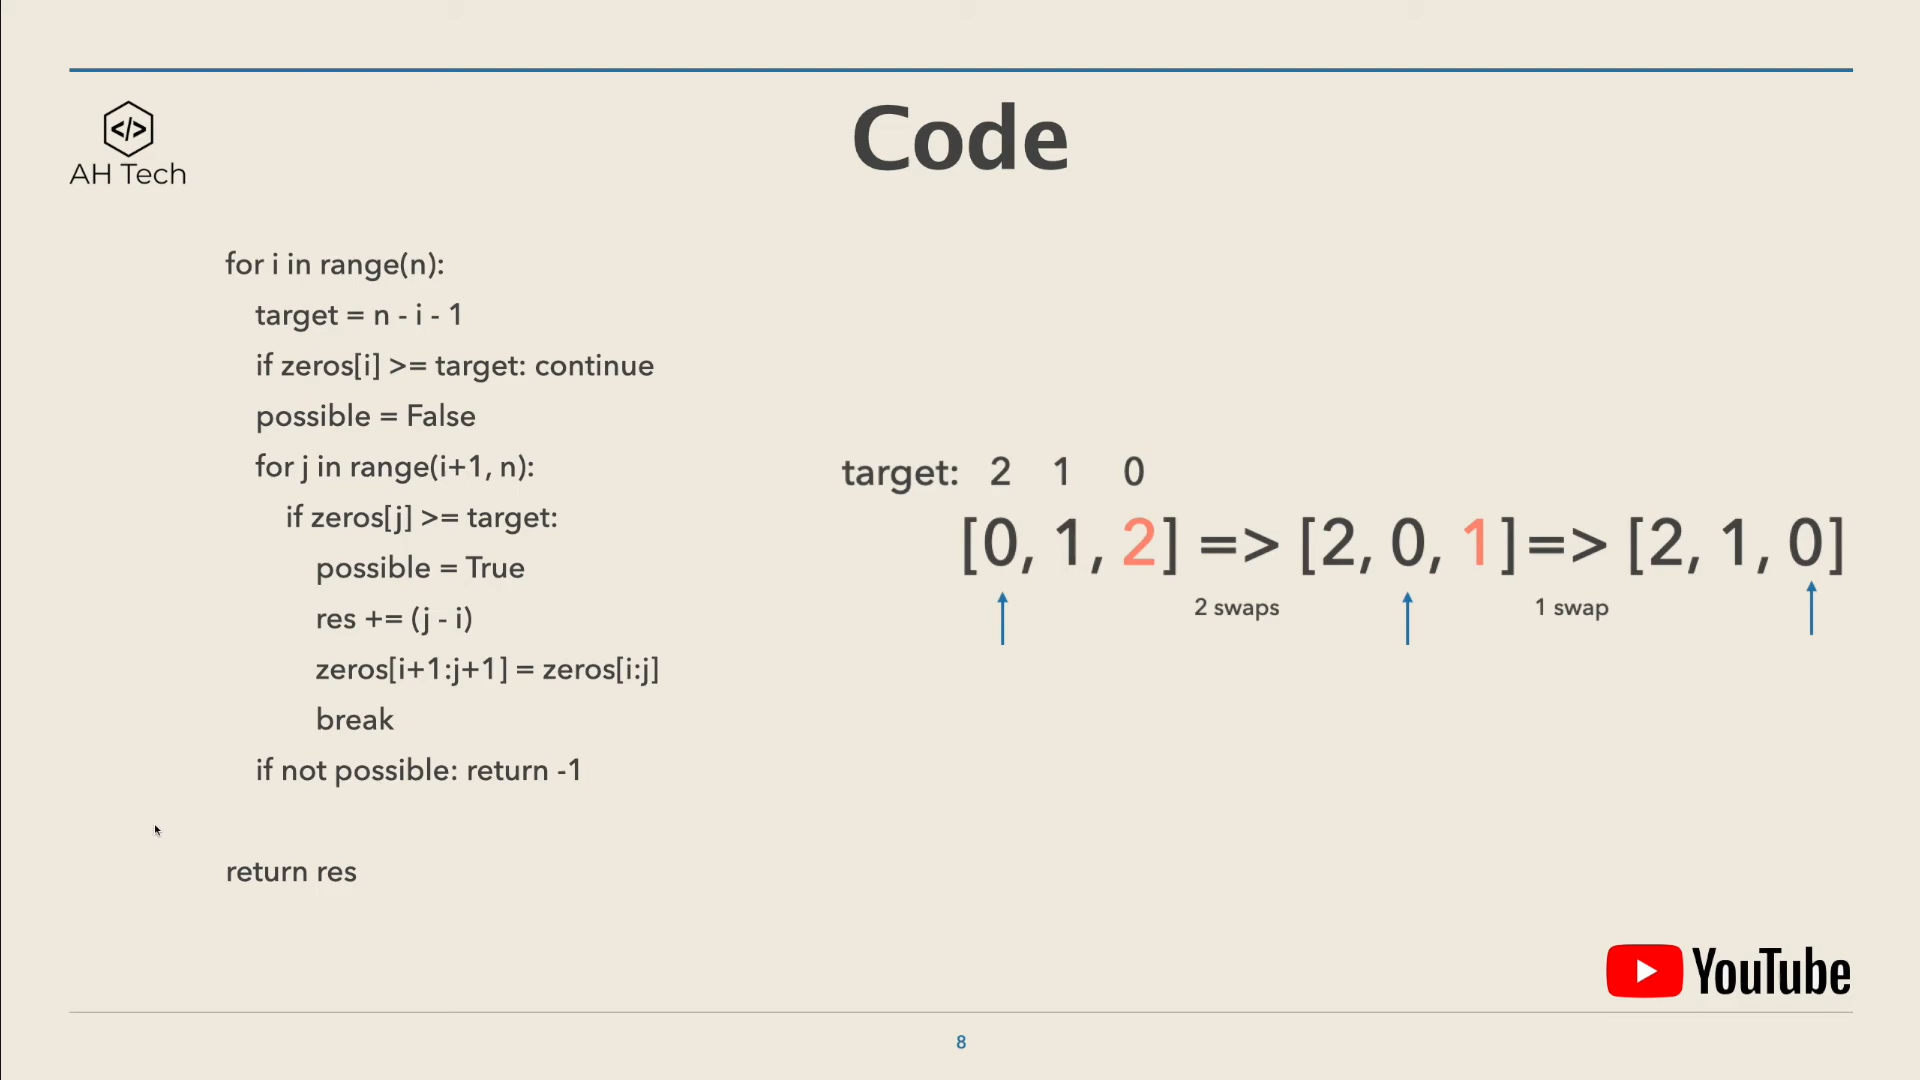 </>
AH Tech
Code
for i in range(n):
target = n - i - 1
if zeros[i] >= target: continue
possible = False
for j in range(i+1, n):
if zeros[j] >= target:
possible = True
res += (j - i)
zeros[i+1:j+1] = zeros[i:j]
break
if not possible: return -1
return res
target: 2 1 0
[0, 1, 2] => [2, 0, 1] => [2, 1, 0]
2 swaps 1 swap
YouTube
8